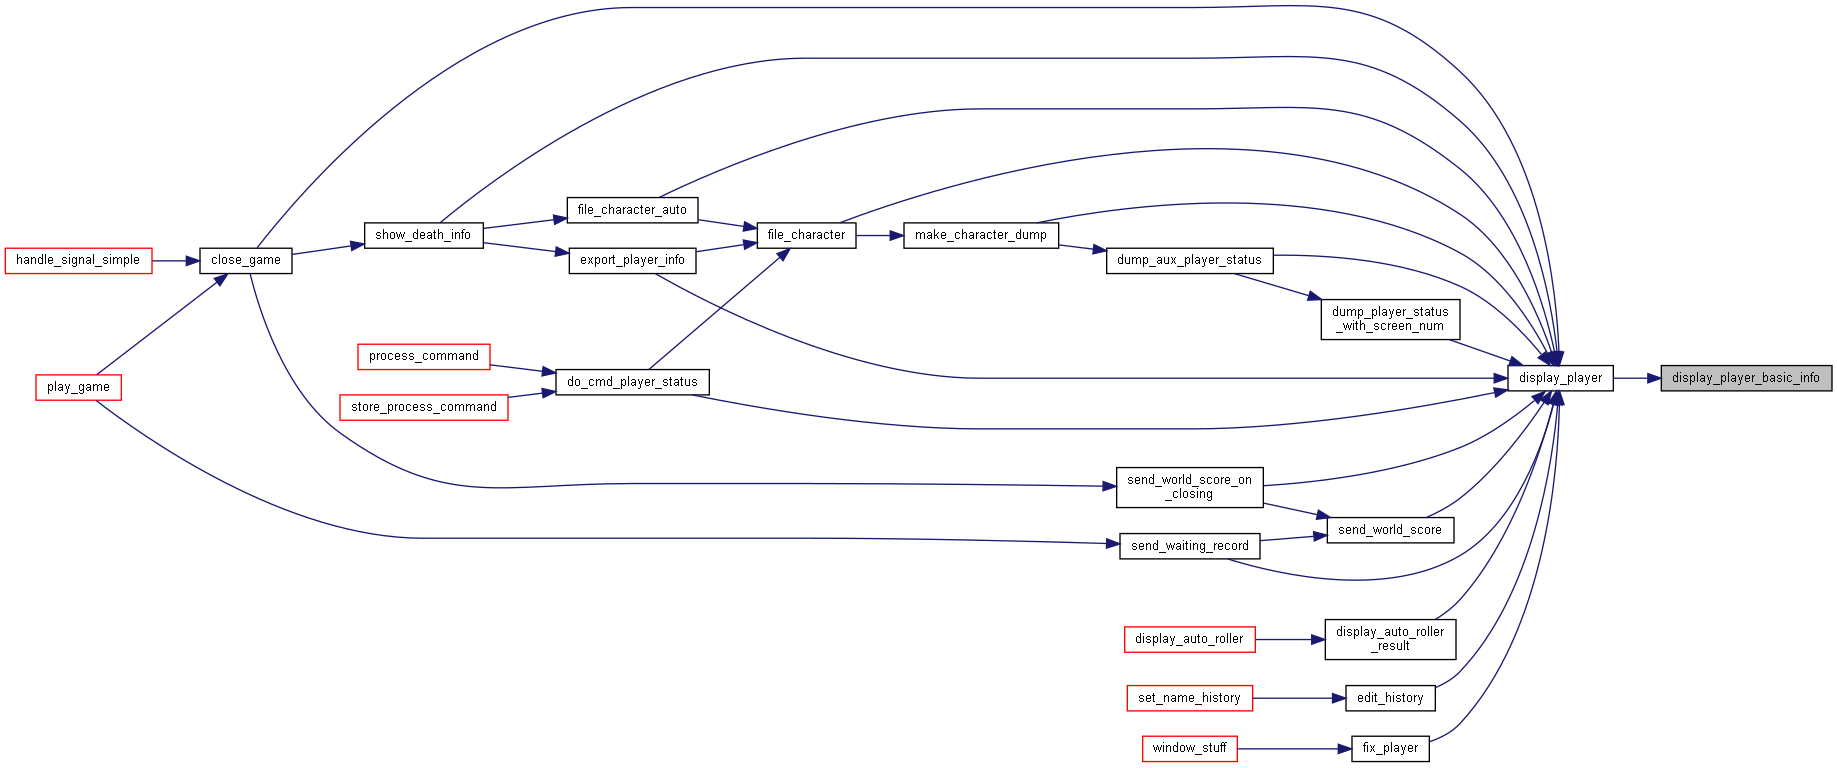 file_character_auto
show_death_info
file_character
make_character_dump
handle_signal_simple
close_game
export_player_info
dump_aux_player_status
dump_player_status
_with_screen_num
process_command
play_game
do_cmd_player_status
display_player
display_player_basic_info
store_process_command
send_world_score_on
_closing
send_world_score
send_waiting_record
display_auto_roller
display_auto_roller
_result
set_name_history
edit_history
window_stuff
fix_player